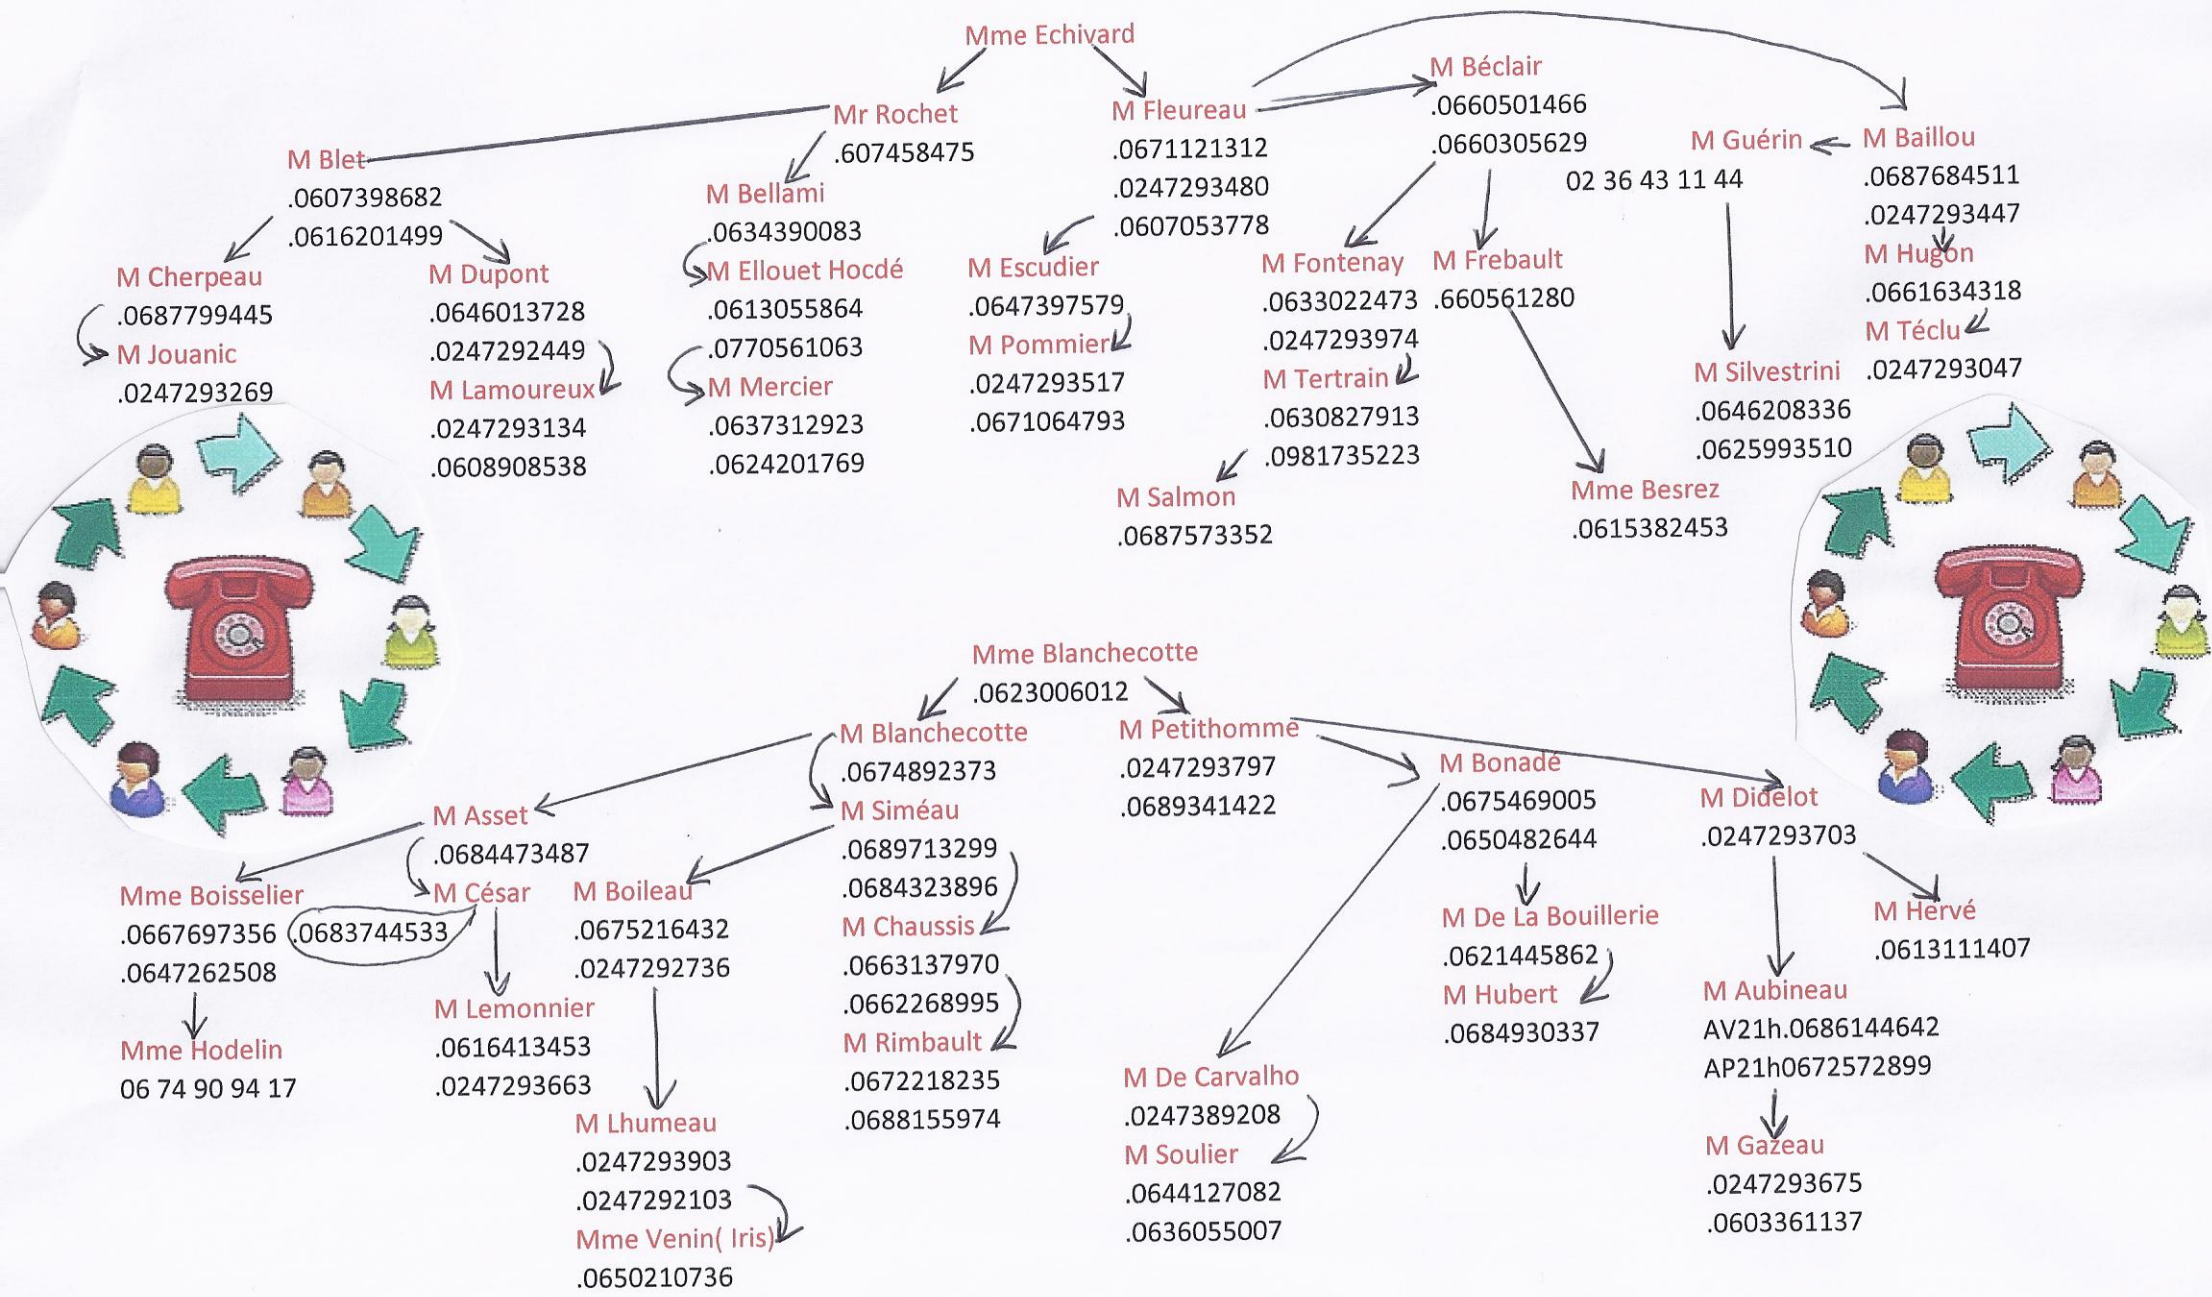 Mme Echivard
Mr Rochet
.607458475
M Fleureau
.0671121312
.0247293480
.0607053778
M Béclair
.0660501466
.0660305629
M Guérin
02 36 43 11 44
M Baillou
.0687684511
.0247293447
M Hugon
.0661634318
M Téclu
.0247293047
M Blet
.0607398682
.0616201499
M Cherpeau
.0687799445
M Jouanic
.0247293269
M Dupont
.0646013728
.0247292449
M Lamoureux
.0247293134
.0608908538
M Bellami
.0634390083
M Ellouet Hocdé
.0613055864
.0770561063
M Mercier
.0637312923
.0624201769
M Escudier
.0647397579
M Pommier
.0247293517
.0671064793
M Fontenay
.0633022473
.0247293974
M Tertrain
.0630827913
.0981735223
M Salmon
.0687573352
M Frebault
.660561280
Mme Besrez
.0615382453
M Silvestrini
.0646208336
.0625993510
Mme Blanchecotte
.0623006012
M Blanchecotte
.0674892373
M Siméau
.0689713299
.0684323896
M Chaussis
.0663137970
.0662268995
M Rimbault
.0672218235
.0688155974
M Petithomme
.0247293797
.0689341422
M Asset
.0684473487
M César
.0683744533
M Lemonnier
.0616413453
.0247293663
Mme Boisselier
.0667697356
.0647262508
Mme Hodelin
06 74 90 94 17
M Boileau
.0675216432
.0247292736
M Lhumeau
.0247293903
.0247292103
Mme Venin( Iris)
.0650210736
M Bonadé
.0675469005
.0650482644
M De La Bouillerie
.0621445862
M Hubert
.0684930337
M De Carvalho
.0247389208
M Soulier
.0644127082
.0636055007
M Didelot
.0247293703
M Hervé
.0613111407
M Aubineau
AV21h.0686144642
AP21h0672572899
M Gazeau
.0247293675
.0603361137